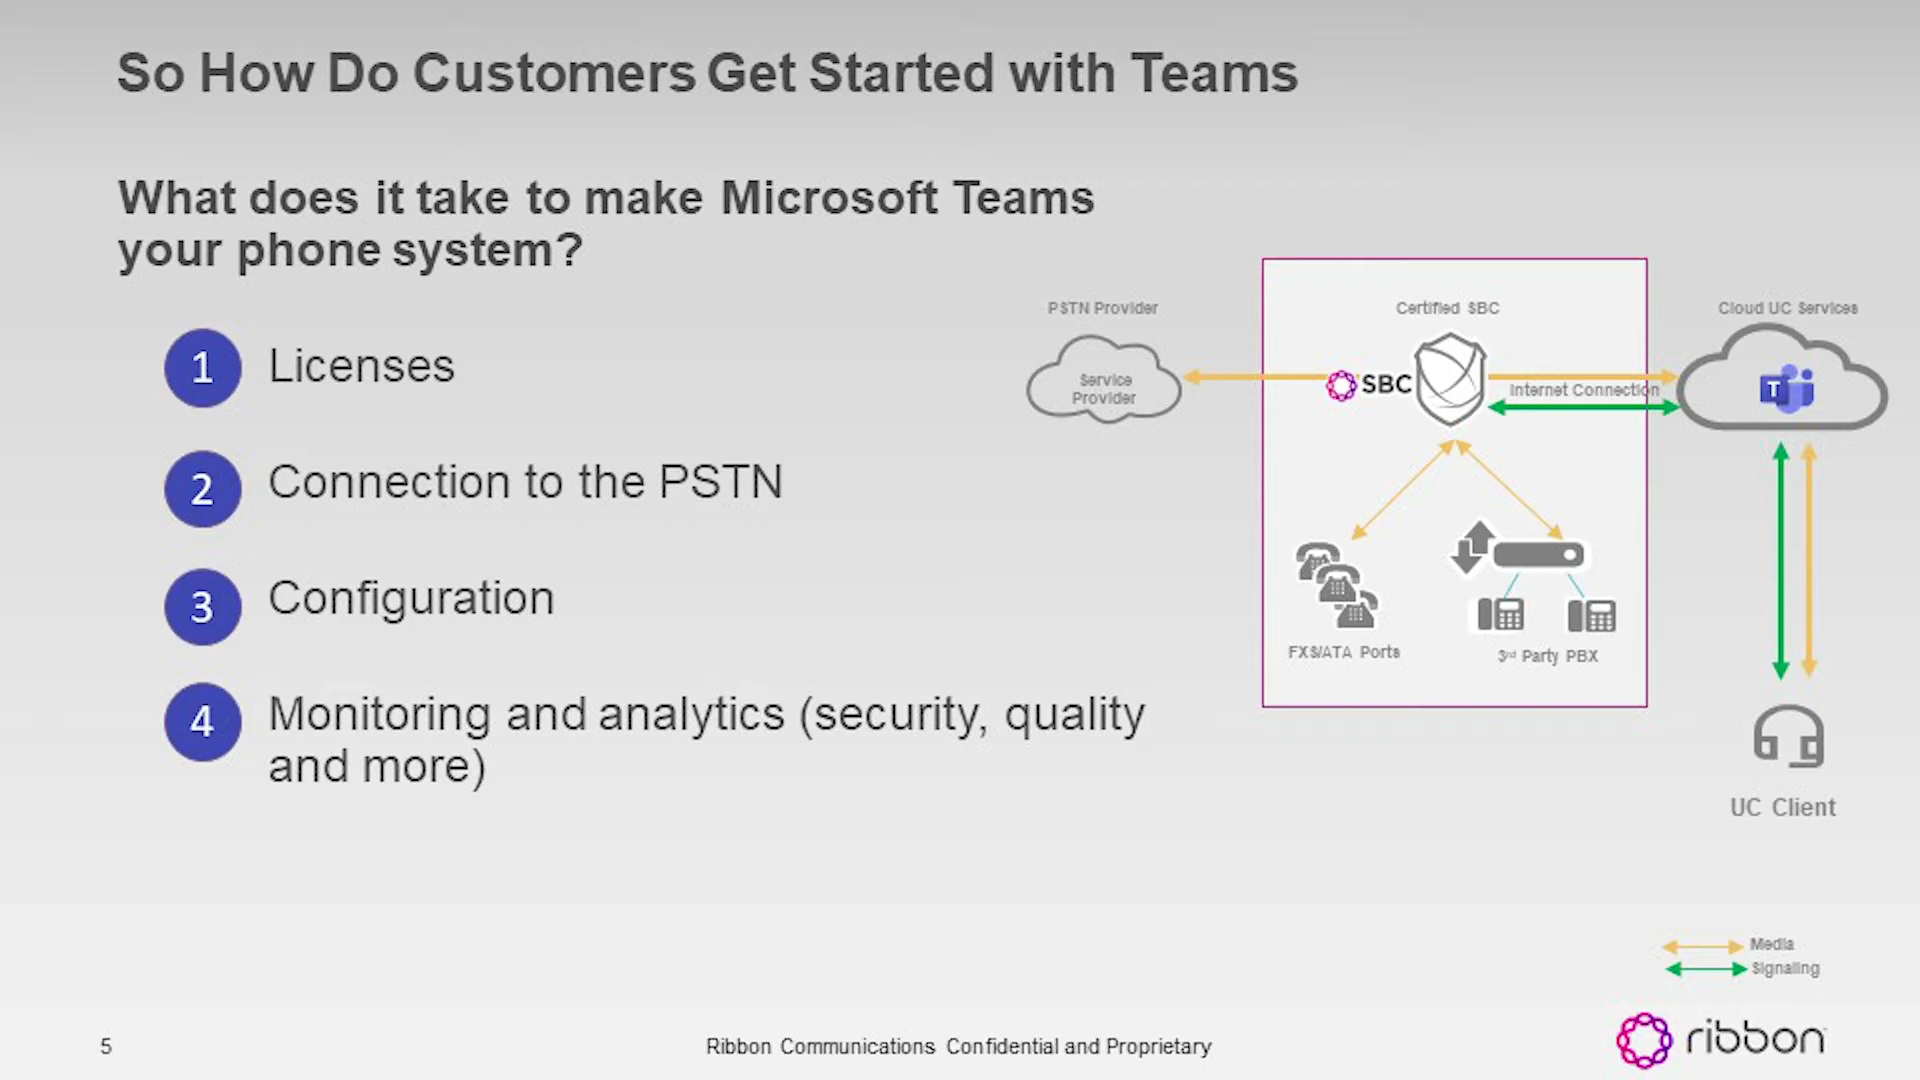 So How Do Customers Get Started with Teams
What does it take to make Microsoft Teams
your phone system?
1 Licenses
2 Connection to the PSTN
3 Configuration
4 Monitoring and analytics (security, quality
and more)
PSTN Provider
Service
Provider
Certified SBC
SBC
Internet Connection
Cloud UC Services
T
FXS/ATA Ports
3rd Party PBX
UC Client
Media
Signaling
5
Ribbon Communications Confidential and Proprietary
ribbon